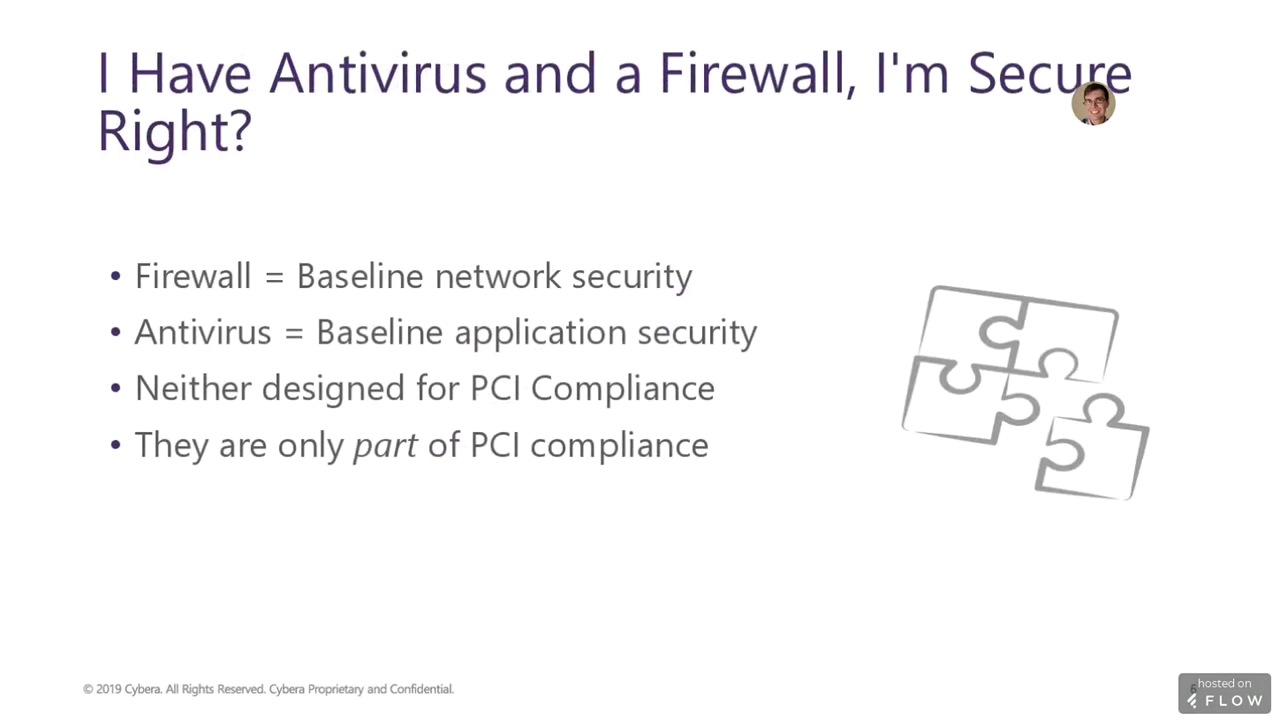 I Have Antivirus and a Firewall, I'm Secure
Right?
• Firewall = Baseline network security
• Antivirus = Baseline application security
• Neither designed for PCI Compliance
• They are only part of PCI compliance
© 2019 Cybera. All Rights Reserved. Cybera Proprietary and Confidential.
6
hosted on
FLOW